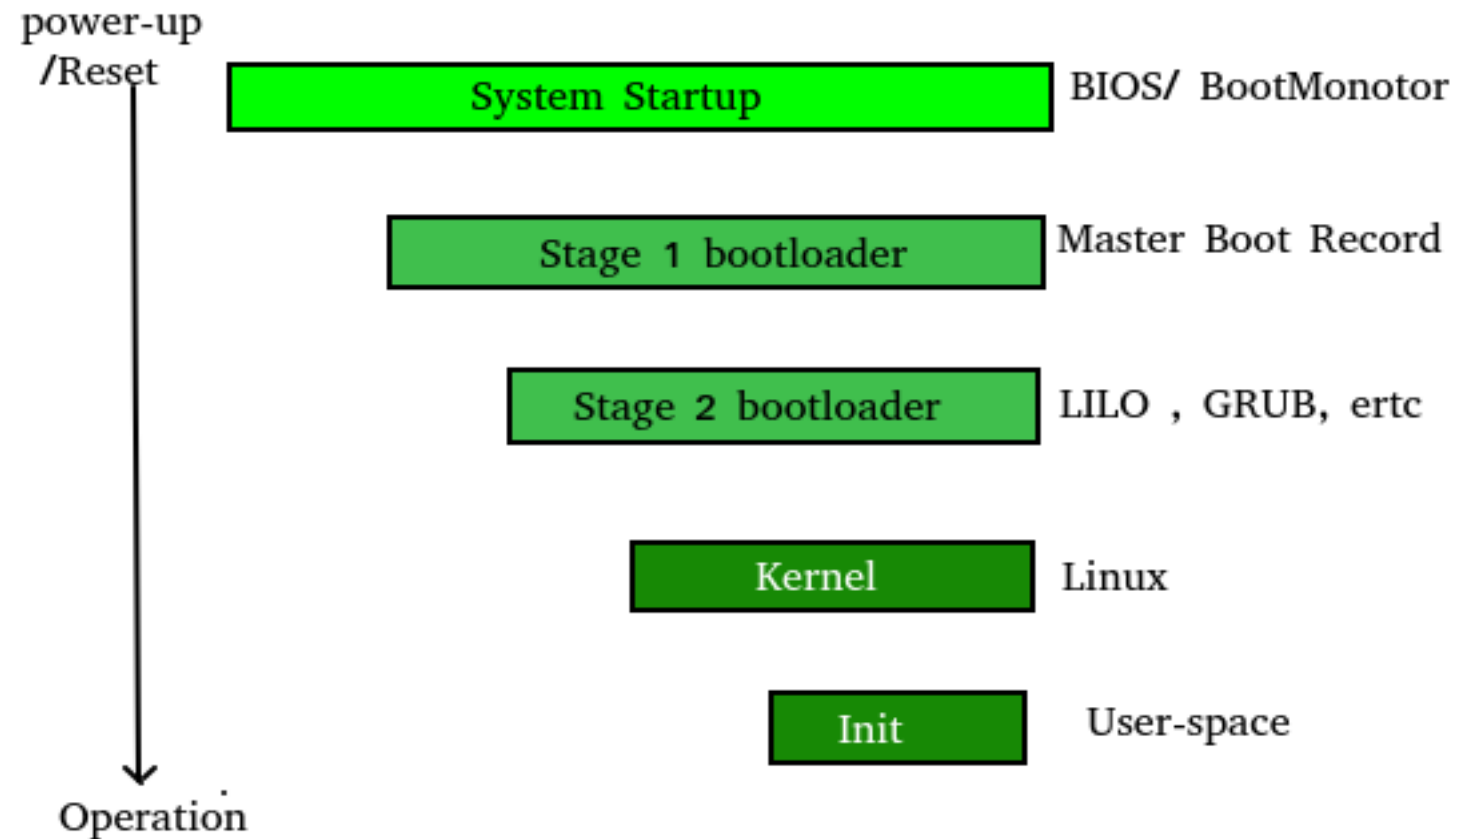 power-up
/Reset
System Startup
BIOS/ BootMonotor
Stage 1 bootloader
Master Boot Record
Stage 2 bootloader
LILO , GRUB, ertc
Kernel
Linux
Init
User-space
Operation